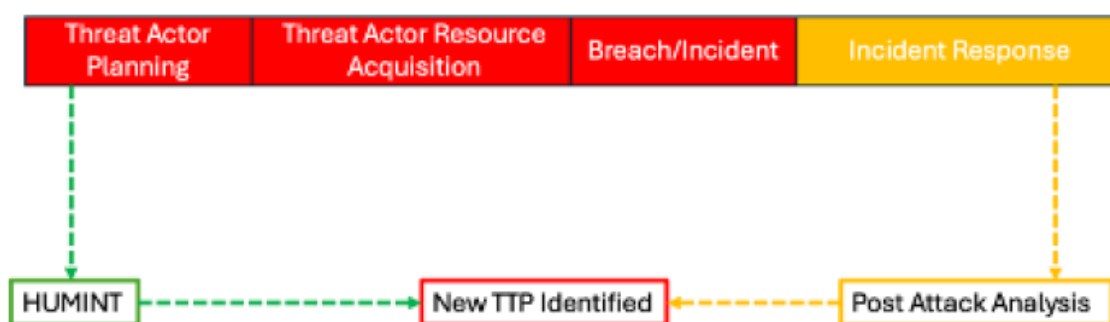 Threat Actor
Planning
Threat Actor Resource
Acquisition
Breach/Incident
Incident Response
HUMINT
New TTP Identified
Post Attack Analysis